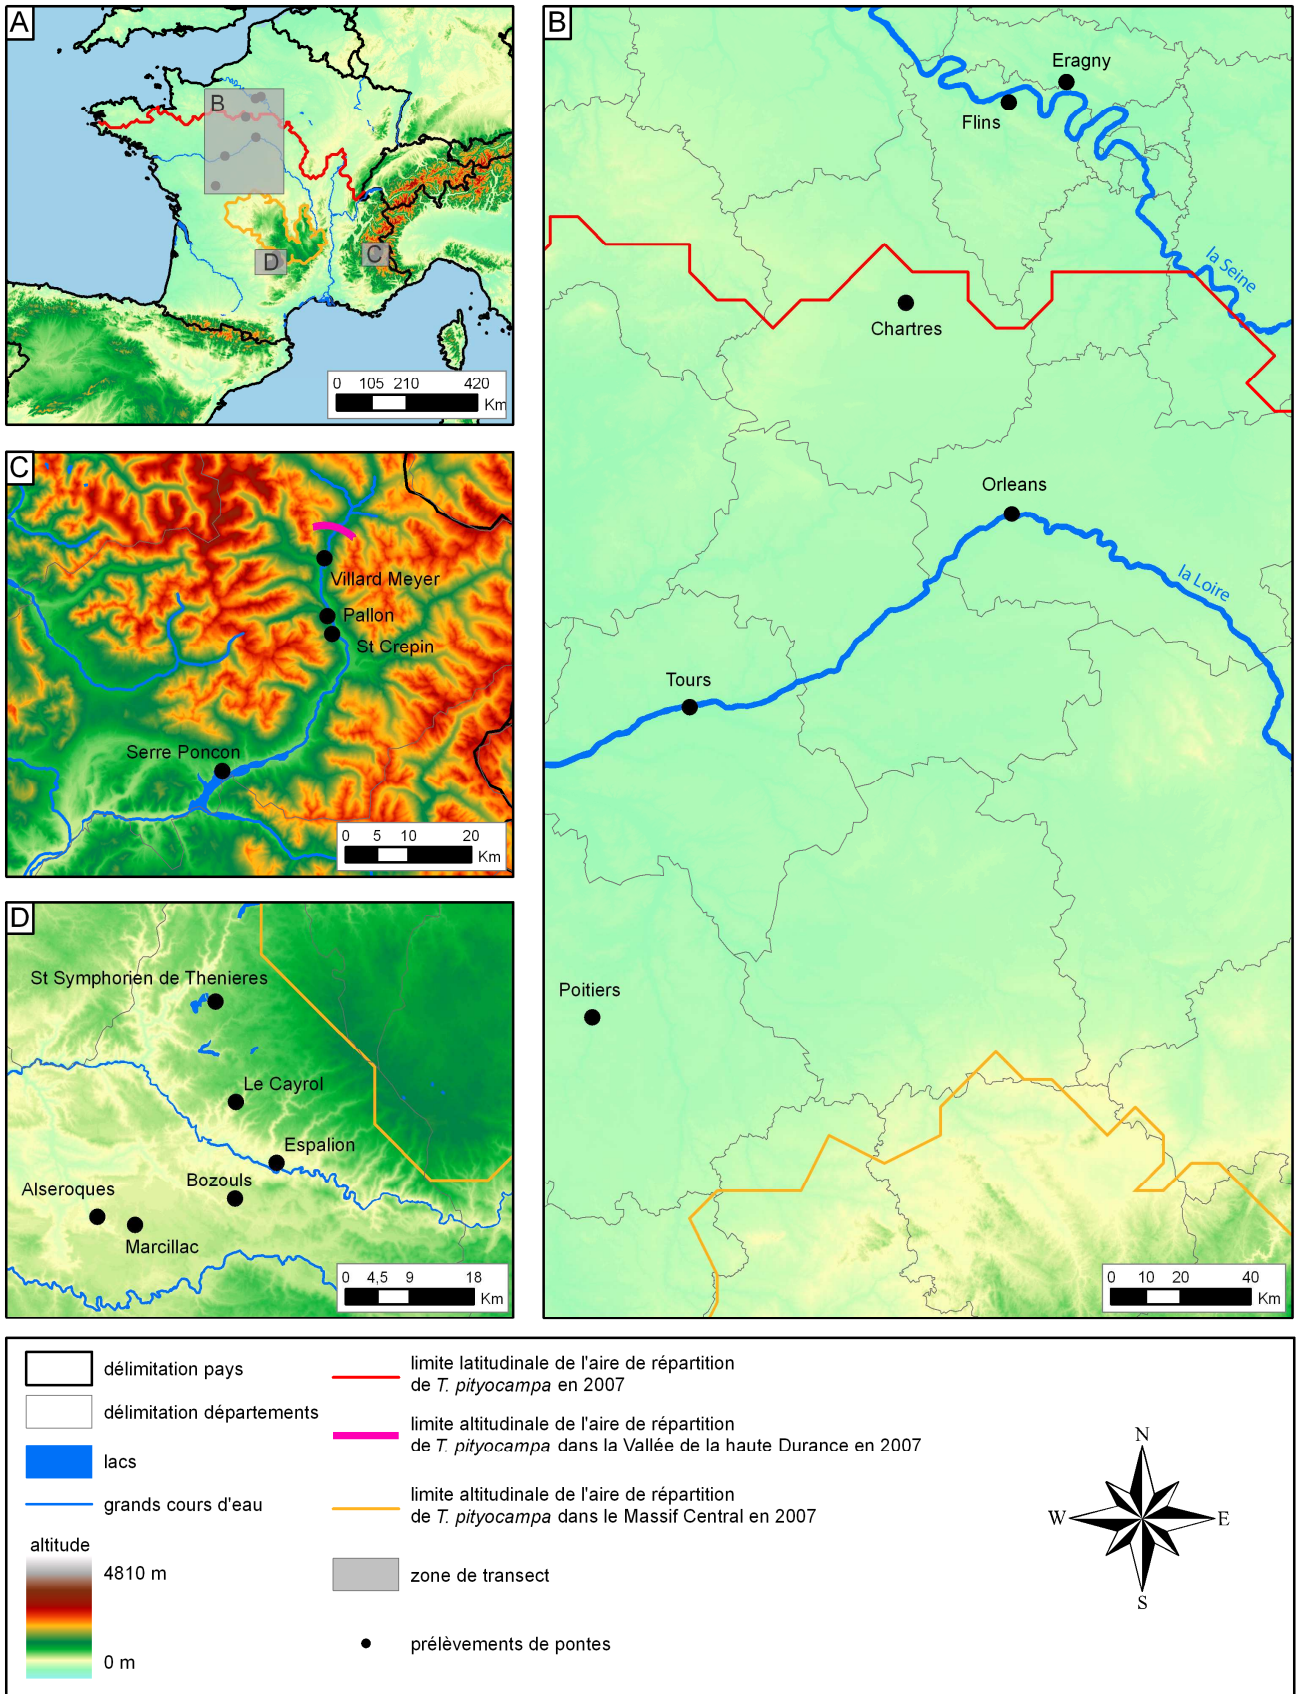 A
B
C
D
0 105 210 420
Km
B
Eragny
Flins
la Seine
Chartres
Orleans
la Loire
Tours
Poitiers
0 10 20 40
Km
C
Villard Meyer
Pallon
St Crepin
Serre Poncon
0 5 10 20
Km
D
St Symphorien de Thenieres
Le Cayrol
Espalion
Bozouls
Alseroques
Marcillac
0 4,5 9 18
Km
délimitation pays
délimitation départements
lacs
grands cours d'eau
altitude
4810 m
0 m
limite latitudinale de l'aire de répartition
de T. pityocampa en 2007
limite altitudinale de l'aire de répartition
de T. pityocampa dans la Vallée de la haute Durance en 2007
limite altitudinale de l'aire de répartition
de T. pityocampa dans le Massif Central en 2007
zone de transect
prélèvements de pontes
N
W E
S